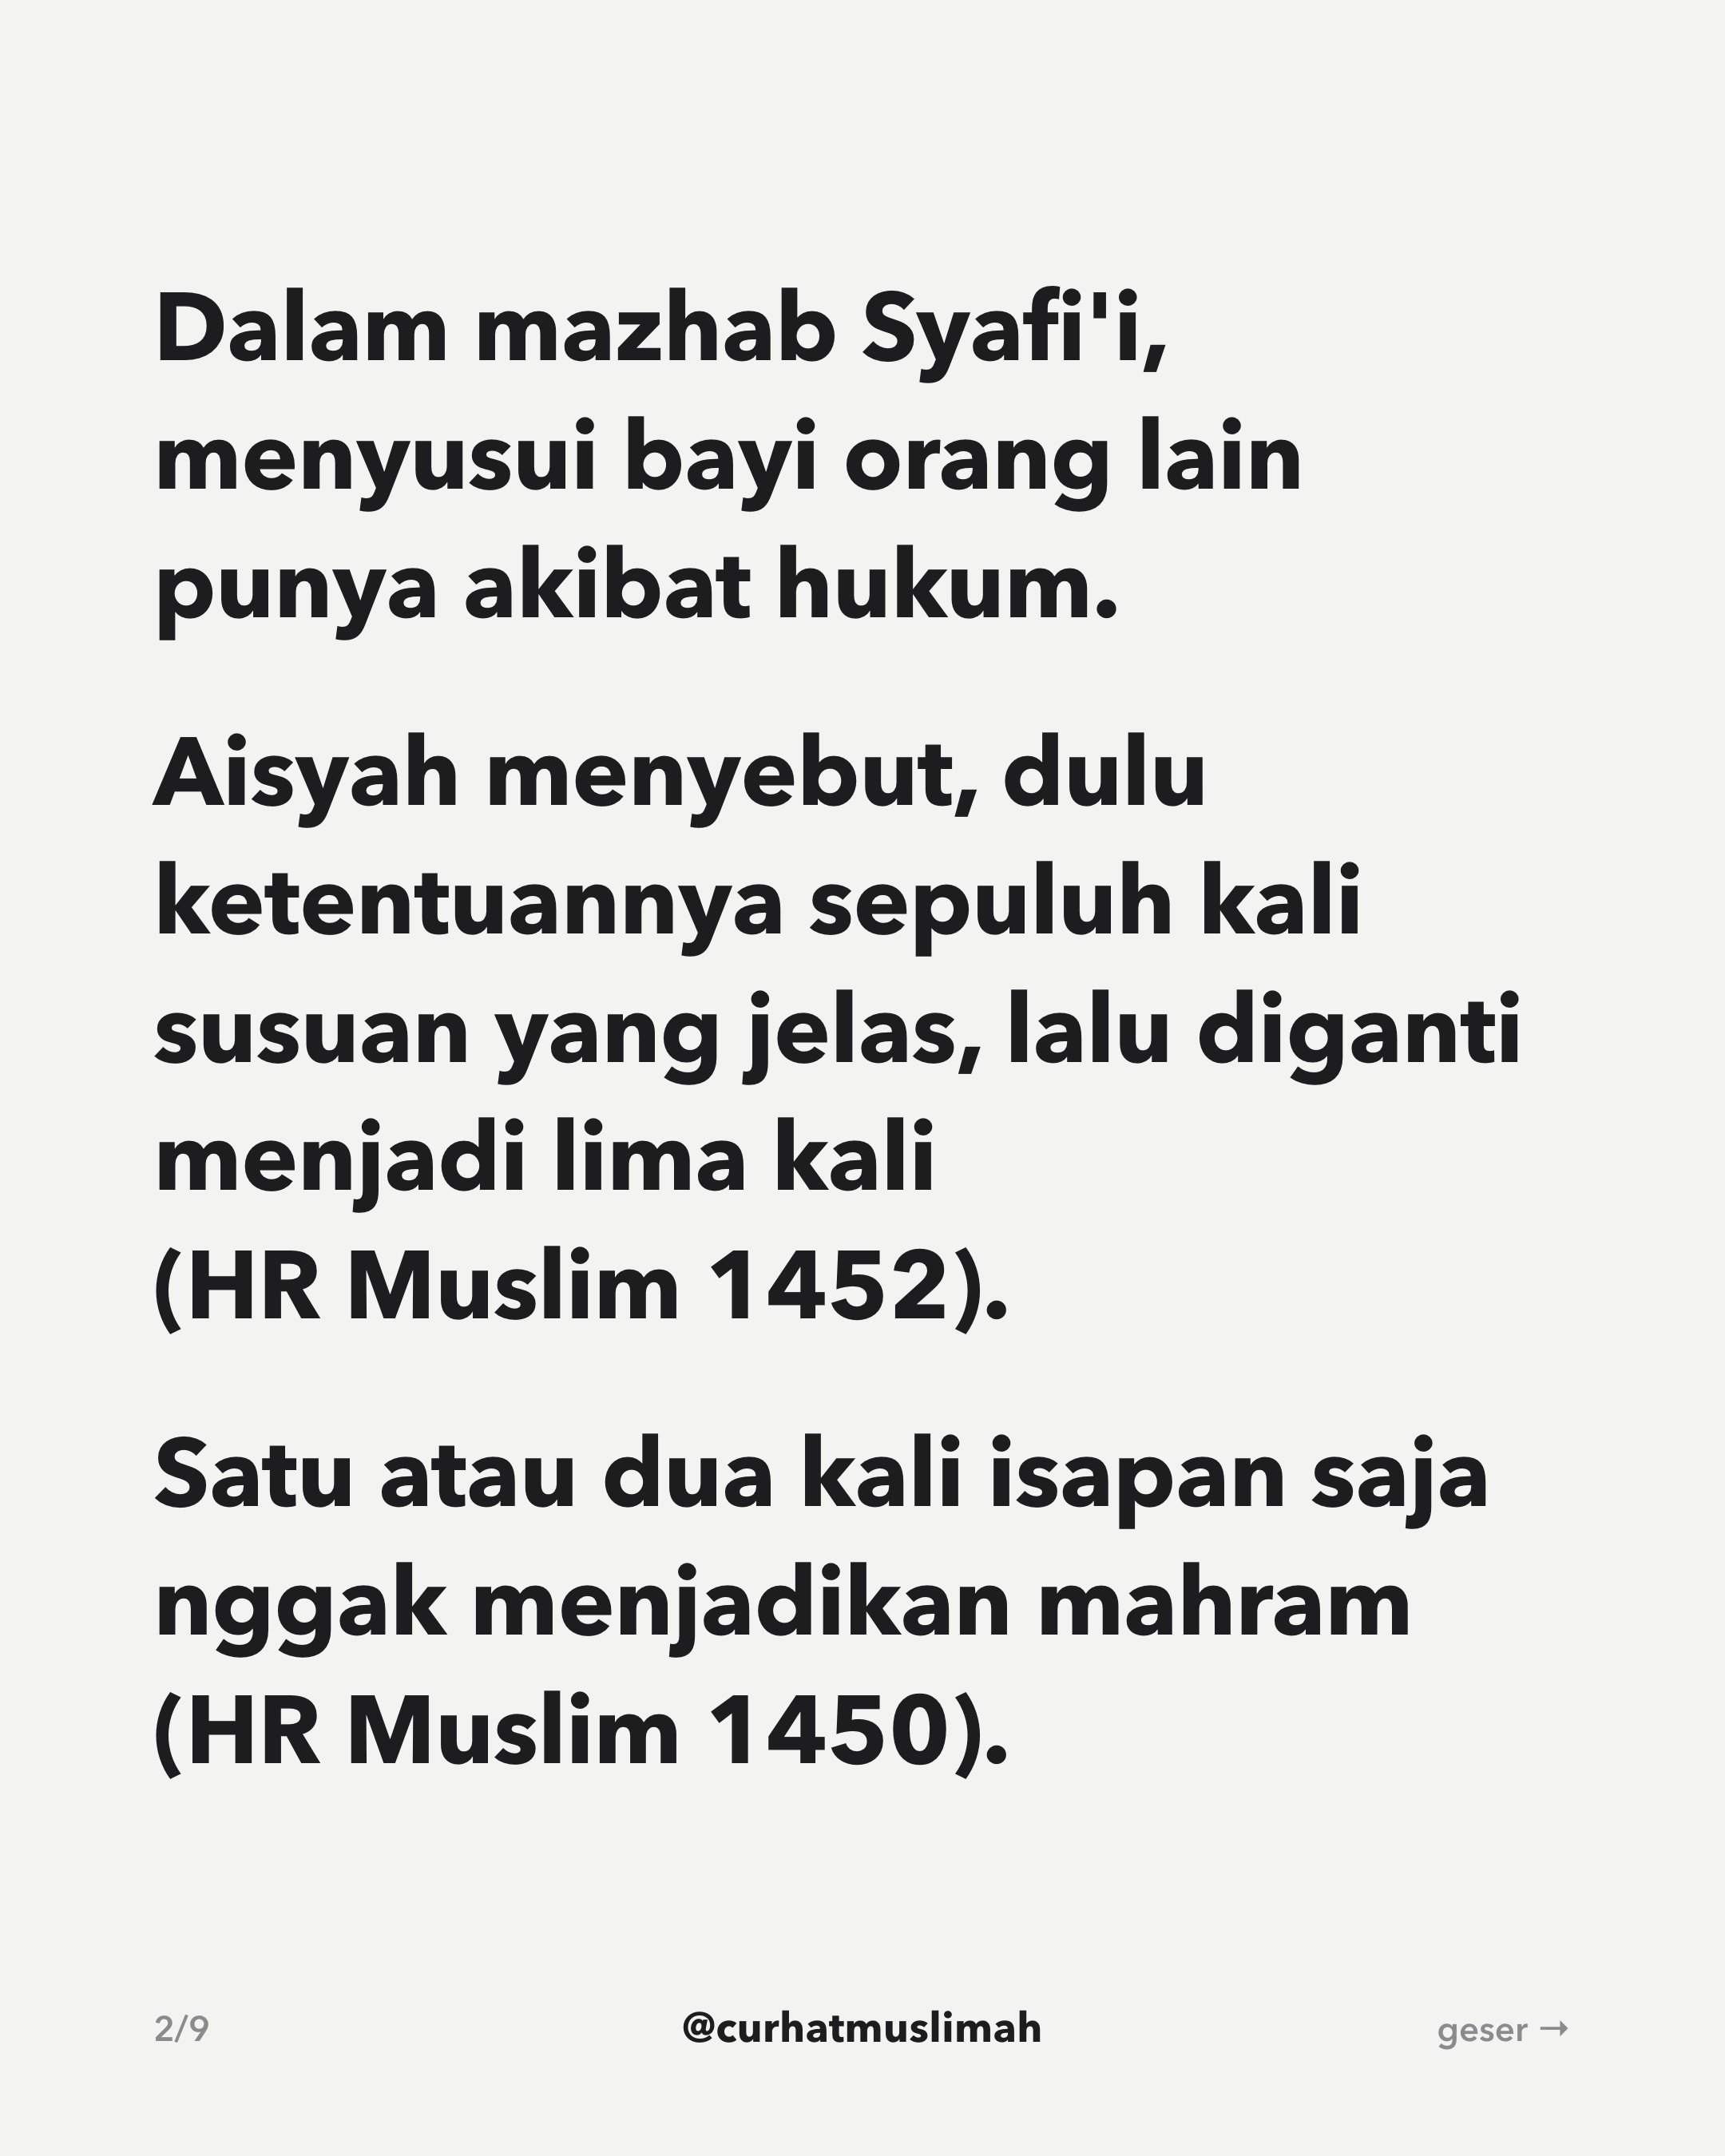 Dalam mazhab Syafi'i,
menyusui bayi orang lain
punya akibat hukum.
Aisyah menyebut, dulu
ketentuannya sepuluh kali
susuan yang jelas, lalu diganti
menjadi lima kali
(HR Muslim 1452).
Satu atau dua kali isapan saja
nggak menjadikan mahram
(HR Muslim 1450).
2/9
@curhatmuslimah
geser →